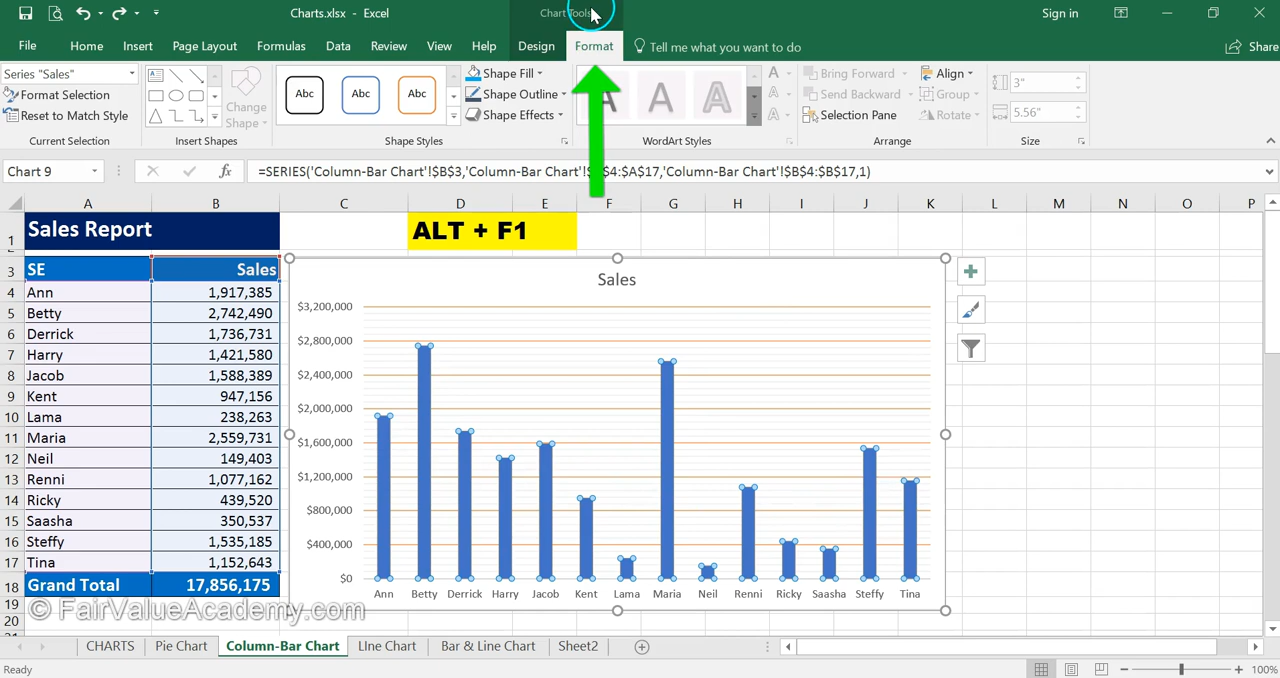 Charts.xlsx - Excel
Chart Tools
Sign in
File Home Insert Page Layout Formulas Data Review View Help Design Format Tell me what you want to do Share
Series "Sales"
Format Selection
Reset to Match Style
Current Selection
Change
Shape
Insert Shapes
Abc Abc Abc
Shape Fill
Shape Outline
Shape Effects
Shape Styles
A A A
WordArt Styles
Bring Forward
Send Backward
Selection Pane
Align
Group
Rotate
Arrange
3"
5.56"
Size
Chart 9
fx
=SERIES('Column-Bar Chart'!$B$3,'Column-Bar Chart'! $4:$A$17,'Column-Bar Chart'!$B$4:$B$17,1)
A B C D E F G H I J K L M N O P
1 Sales Report
ALT + F1
3 SE Sales
4 Ann 1,917,385
5 Betty 2,742,490
6 Derrick 1,736,731
7 Harry 1,421,580
8 Jacob 1,588,389
9 Kent 947,156
10 Lama 238,263
11 Maria 2,559,731
12 Neil 149,403
13 Renni 1,077,162
14 Ricky 439,520
15 Saasha 350,537
16 Steffy 1,535,185
17 Tina 1,152,643
18 Grand Total 17,856,175
19
20
Sales
$3,200,000
$2,800,000
$2,400,000
$2,000,000
$1,600,000
$1,200,000
$800,000
$400,000
$0
Ann Betty Derrick Harry Jacob Kent Lama Maria Neil Renni Ricky Saasha Steffy Tina
© FairValueAcademy.com
CHARTS Pie Chart Column-Bar Chart LIne Chart Bar & Line Chart Sheet2
Ready
100%